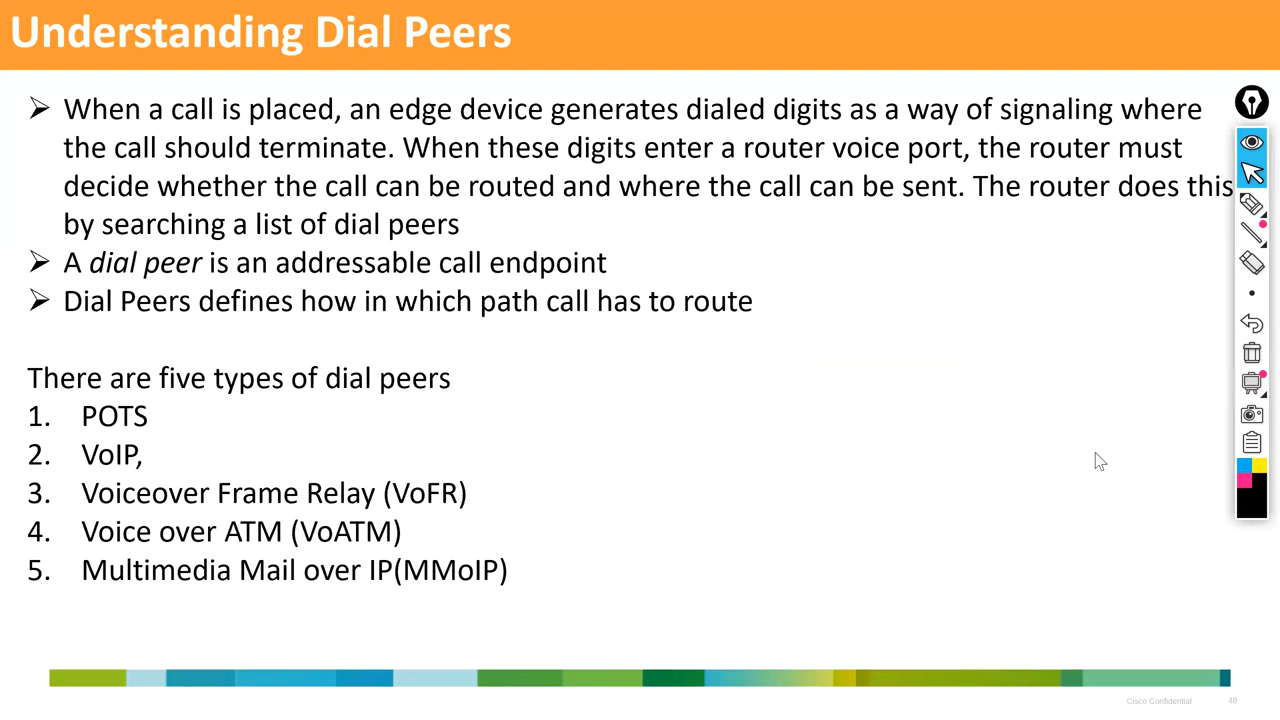 Understanding Dial Peers
➢ When a call is placed, an edge device generates dialed digits as a way of signaling where
the call should terminate. When these digits enter a router voice port, the router must
decide whether the call can be routed and where the call can be sent. The router does this
by searching a list of dial peers
➢ A dial peer is an addressable call endpoint
➢ Dial Peers defines how in which path call has to route
There are five types of dial peers
1. POTS
2. VoIP,
3. Voiceover Frame Relay (VoFR)
4. Voice over ATM (VoATM)
5. Multimedia Mail over IP(MMoIP)
Cisco Confidential 48